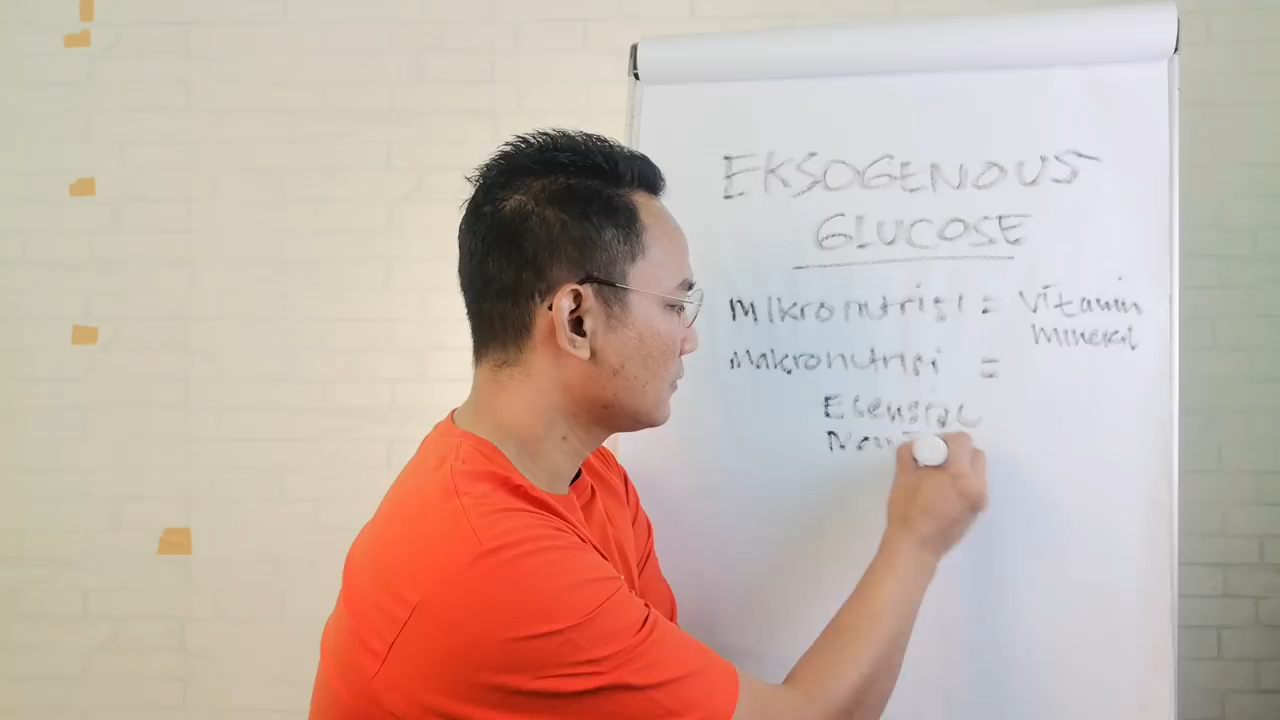 EKSOGENOUS
GLUCOSE
MIKRONUTRISI = Vitamin
Mineral
Makronutrisi =
Esensial
Non